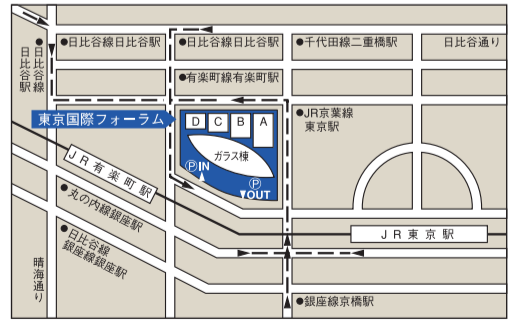 ●日比谷線日比谷駅
●日比谷線日比谷駅
●千代田線二重橋駅
日比谷通り
●日比谷線
日比谷駅
●有楽町線有楽町駅
東京国際フォーラム
D
C
B
A
●JR京葉線
東京駅
ガラス棟
ⓅIN
Ⓟ
OUT
JR有楽町駅
●丸の内線銀座駅
●日比谷線
銀座線銀座駅
JR東京駅
晴海通り
●銀座線京橋駅